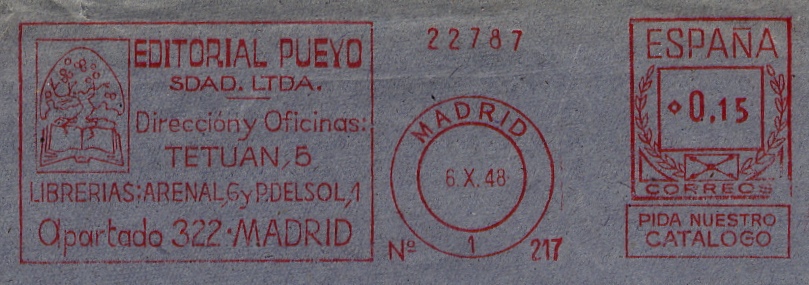 EDITORIAL PUEYO
SDAD. LTDA.
Dirección y Oficinas:
TETUAN, 5
LIBRERIAS: ARENAL, 6 y P. DEL SOL, 1
Apartado 322 · MADRID
22787
MADRID
6.X.48
1
Nº 217
ESPAÑA
0,15
CORREOS
PIDA NUESTRO
CATALOGO